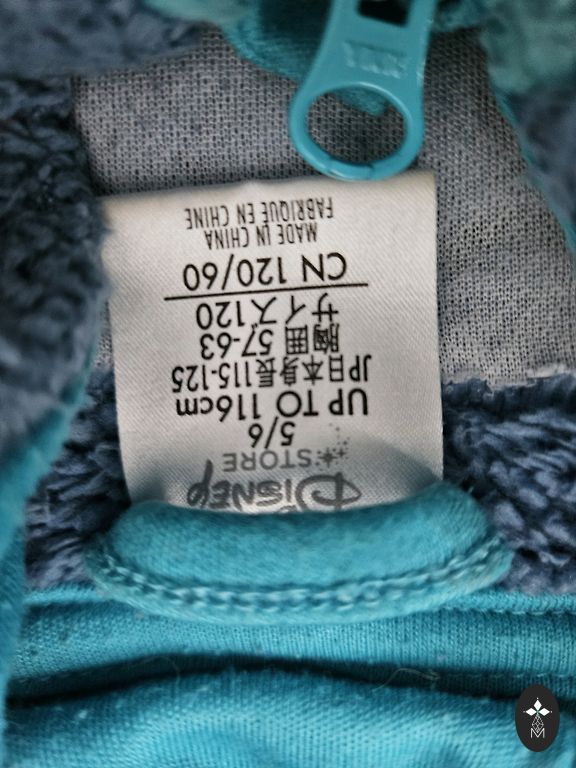 Disney
STORE
5/6
UP TO 116cm
JP日本身長115-125
胸囲 57-63
サイズ120
CN 120/60
MADE IN CHINA
FABRIQUÉ EN CHINE
M